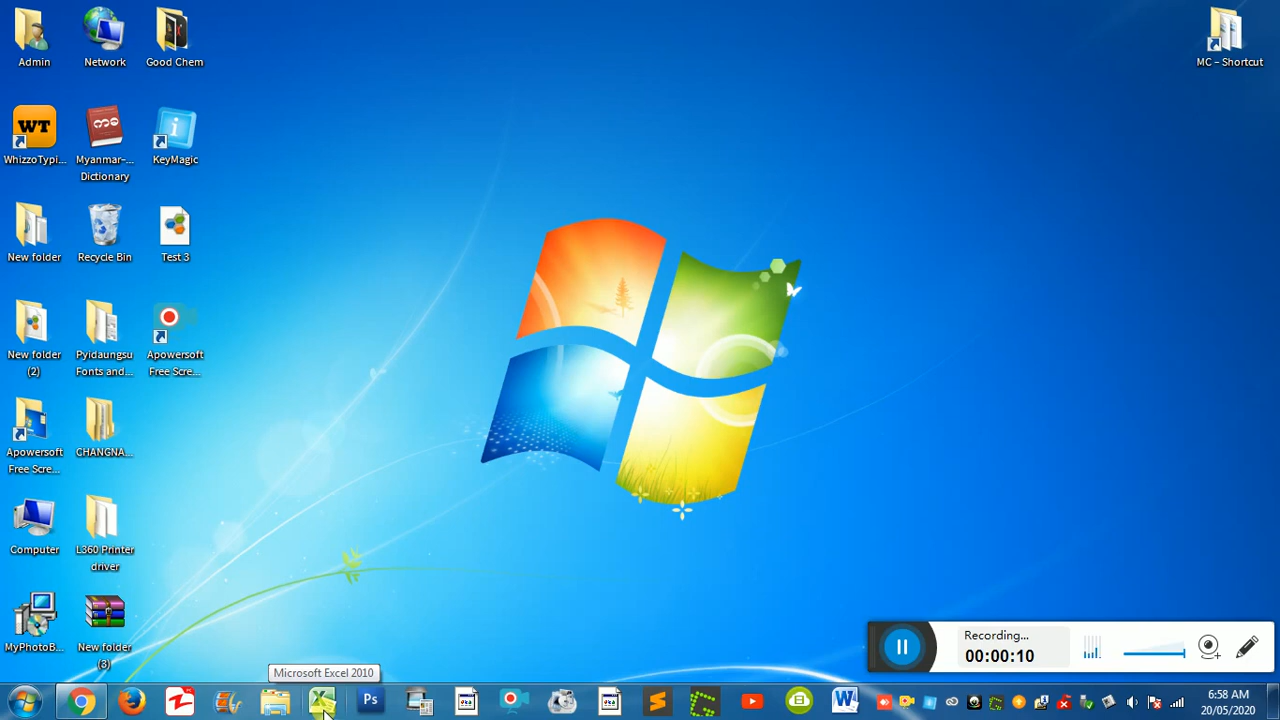 Admin
Network
Good Chem
MC – Shortcut
WT
WhizzoTypi...
Myanmar-...
Dictionary
KeyMagic
New folder
Recycle Bin
Test 3
New folder
(2)
Pyidaungsu
Fonts and...
Apowersoft
Free Scre...
Apowersoft
Free Scre...
CHANGNA...
Computer
L360 Printer
driver
MyPhotoB...
New folder
(3)
Recording...
00:00:10
Microsoft Excel 2010
Ps
6:58 AM
20/05/2020